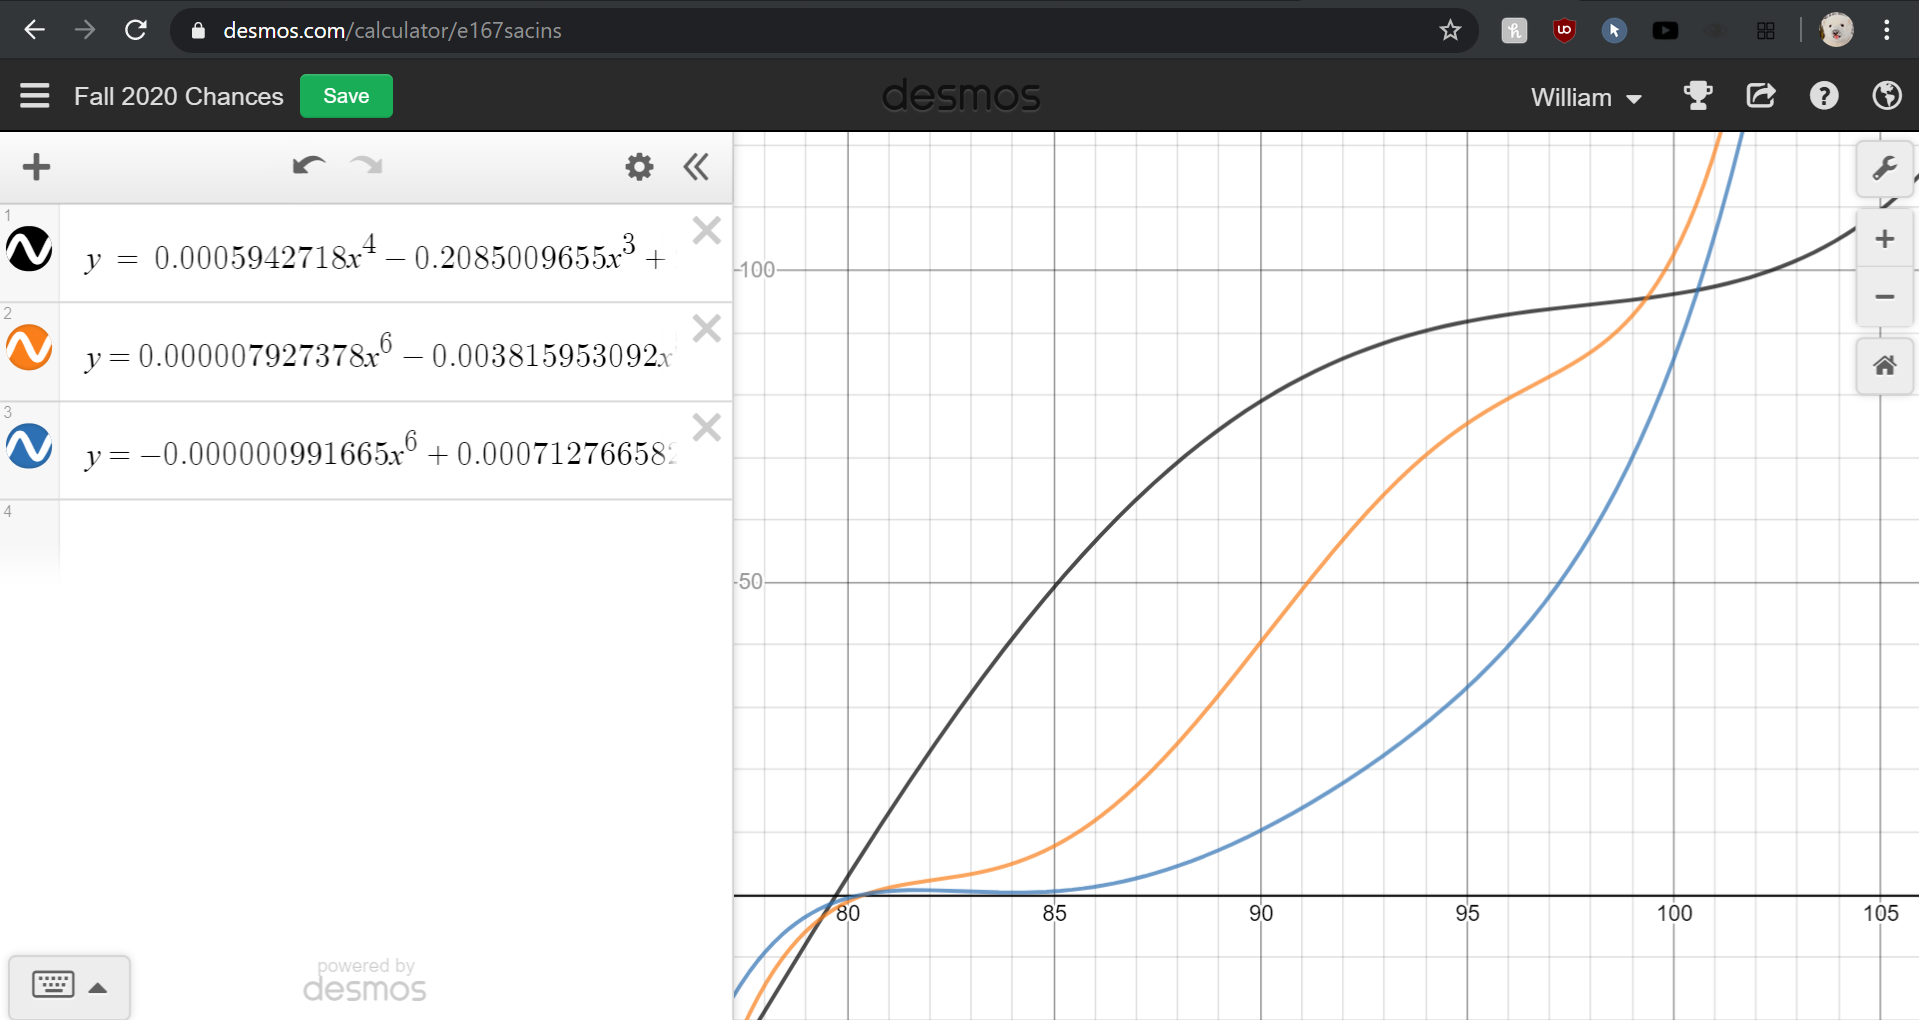 desmos.com/calculator/e167sacins
Fall 2020 Chances
Save
desmos
William
1
y = 0.0005942718x^4 − 0.2085009655x^3 +
2
y = 0.000007927378x^6 − 0.003815953092x
3
y = −0.000000991665x^6 + 0.00071276658
4
powered by
desmos
100
50
80
85
90
95
100
105